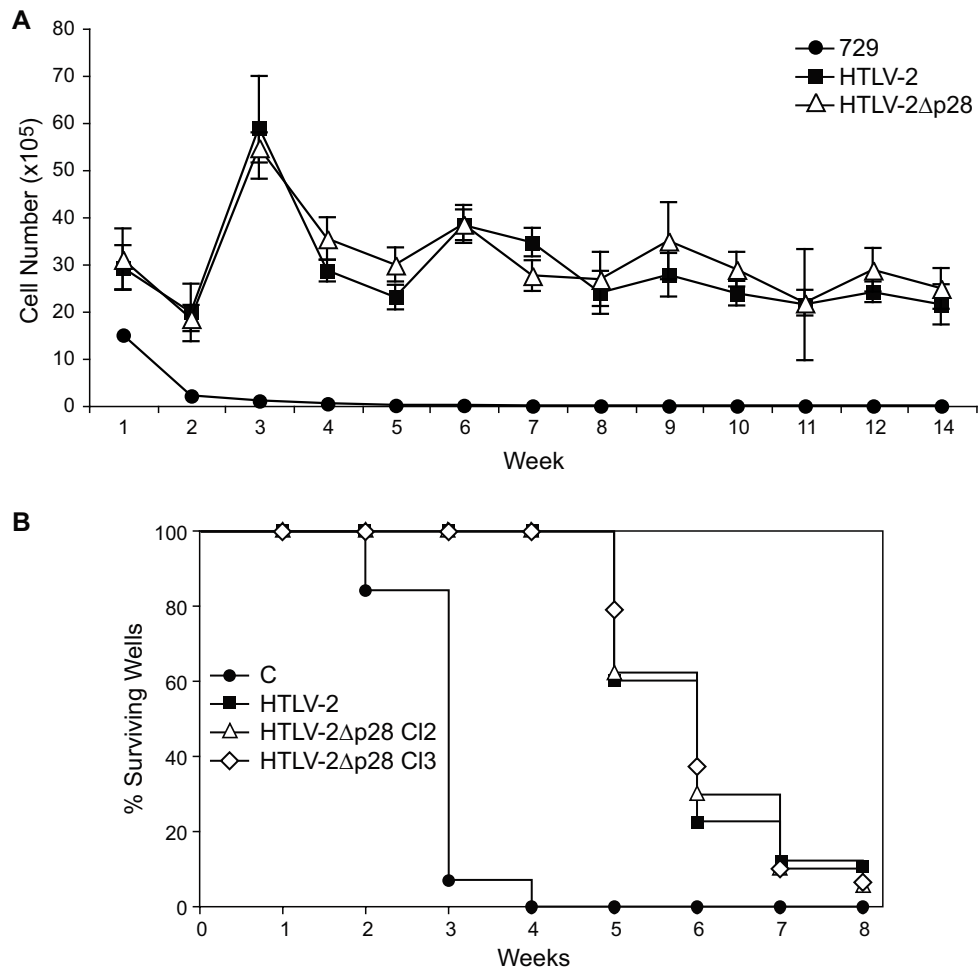 A
80
70
60
50
40
30
20
10
0
Cell Number (x10⁵)
729
HTLV-2
HTLV-2Δp28
1 2 3 4 5 6 7 8 9 10 11 12 14
Week
B
100
80
60
40
20
0
% Surviving Wells
C
HTLV-2
HTLV-2Δp28 Cl2
HTLV-2Δp28 Cl3
0 1 2 3 4 5 6 7 8
Weeks